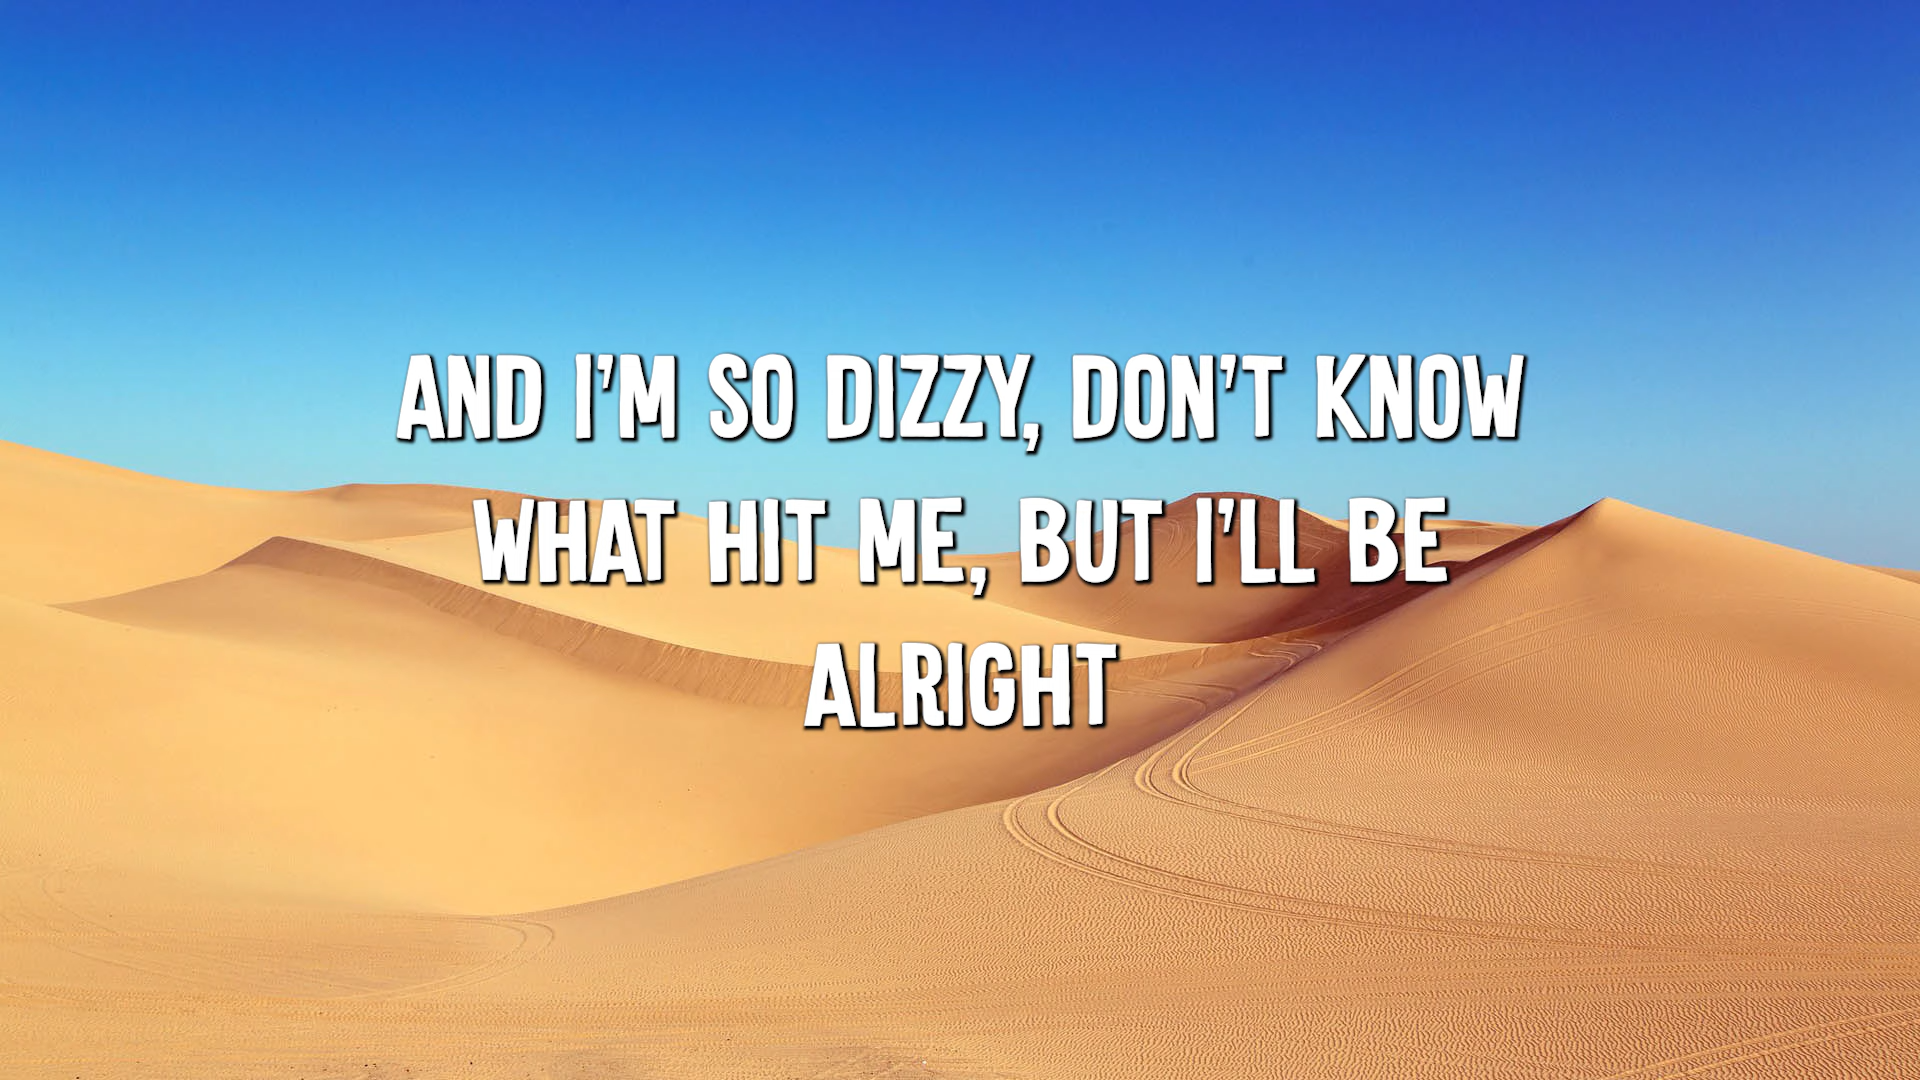 AND I'M SO DIZZY, DON'T KNOW
WHAT HIT ME, BUT I'LL BE
ALRIGHT